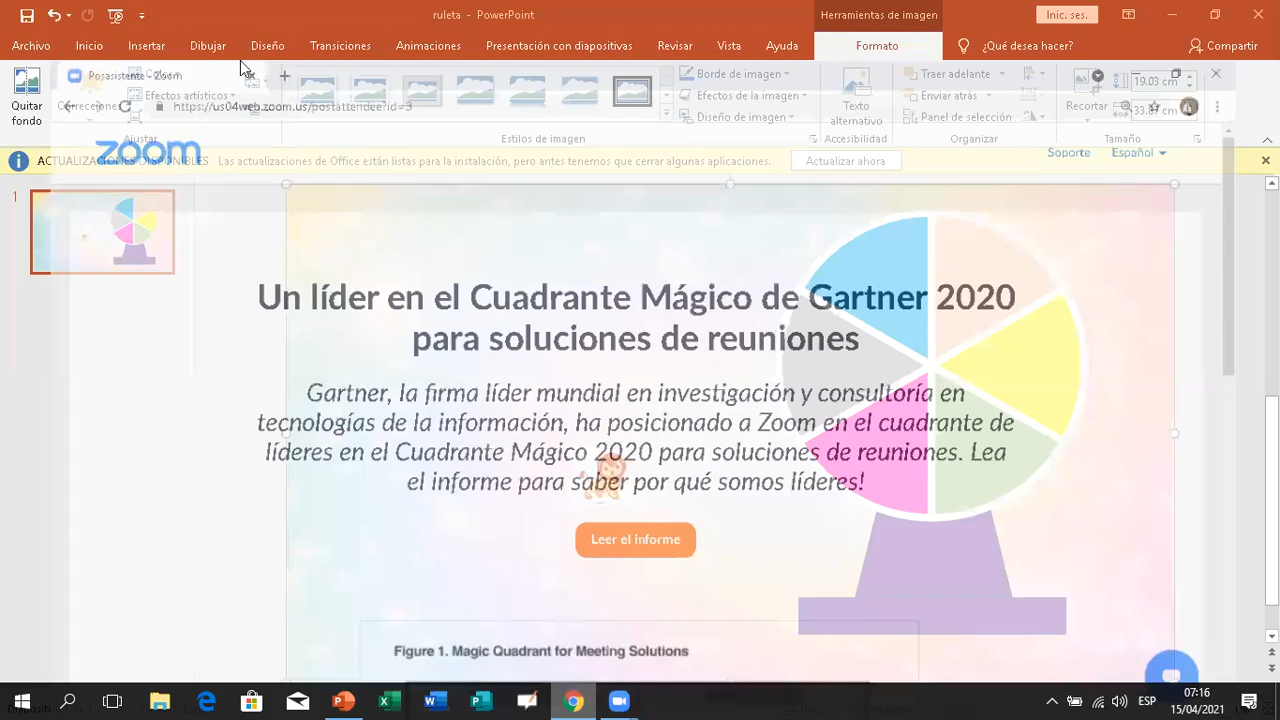 ruleta - PowerPoint
Herramientas de imagen
Inic. ses.
Archivo Inicio Insertar Dibujar Diseño Transiciones Animaciones Presentación con diapositivas Revisar Vista Ayuda Formato ¿Qué desea hacer? Compartir
Posasistente - Zoom
Quitar fondo
Correcciones
Efectos artísticos
https://us04web.zoom.us/postattendee?id=3
Borde de imagen
Efectos de la imagen
Diseño de imagen
Texto alternativo
Traer adelante
Enviar atrás
Panel de selección
Recortar
19.03 cm
33.87 cm
Ajustar
Estilos de imagen
Accesibilidad
Organizar
Tamaño
zoom
Soporte
Español
ACTUALIZACIONES DISPONIBLES
Las actualizaciones de Office están listas para la instalación, pero antes tenemos que cerrar algunas aplicaciones.
Actualizar ahora
1
Un líder en el Cuadrante Mágico de Gartner 2020
para soluciones de reuniones
Gartner, la firma líder mundial en investigación y consultoría en
tecnologías de la información, ha posicionado a Zoom en el cuadrante de
líderes en el Cuadrante Mágico 2020 para soluciones de reuniones. Lea
el informe para saber por qué somos líderes!
Leer el informe
Figure 1. Magic Quadrant for Meeting Solutions
ESP
07:16
15/04/2021